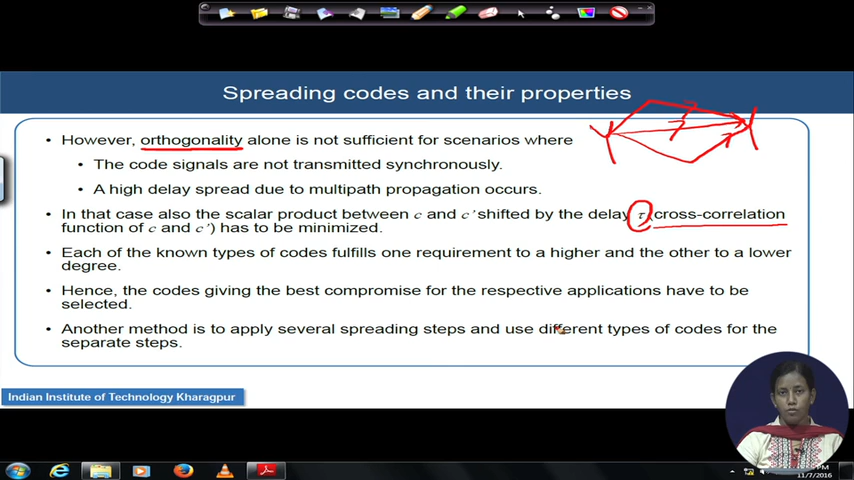 Spreading codes and their properties
However, orthogonality alone is not sufficient for scenarios where
The code signals are not transmitted synchronously.
A high delay spread due to multipath propagation occurs.
In that case also the scalar product between c and c' shifted by the delay τ (cross-correlation
function of c and c') has to be minimized.
Each of the known types of codes fulfills one requirement to a higher and the other to a lower
degree.
Hence, the codes giving the best compromise for the respective applications have to be
selected.
Another method is to apply several spreading steps and use different types of codes for the
separate steps.
Indian Institute of Technology Kharagpur
11/7/2016